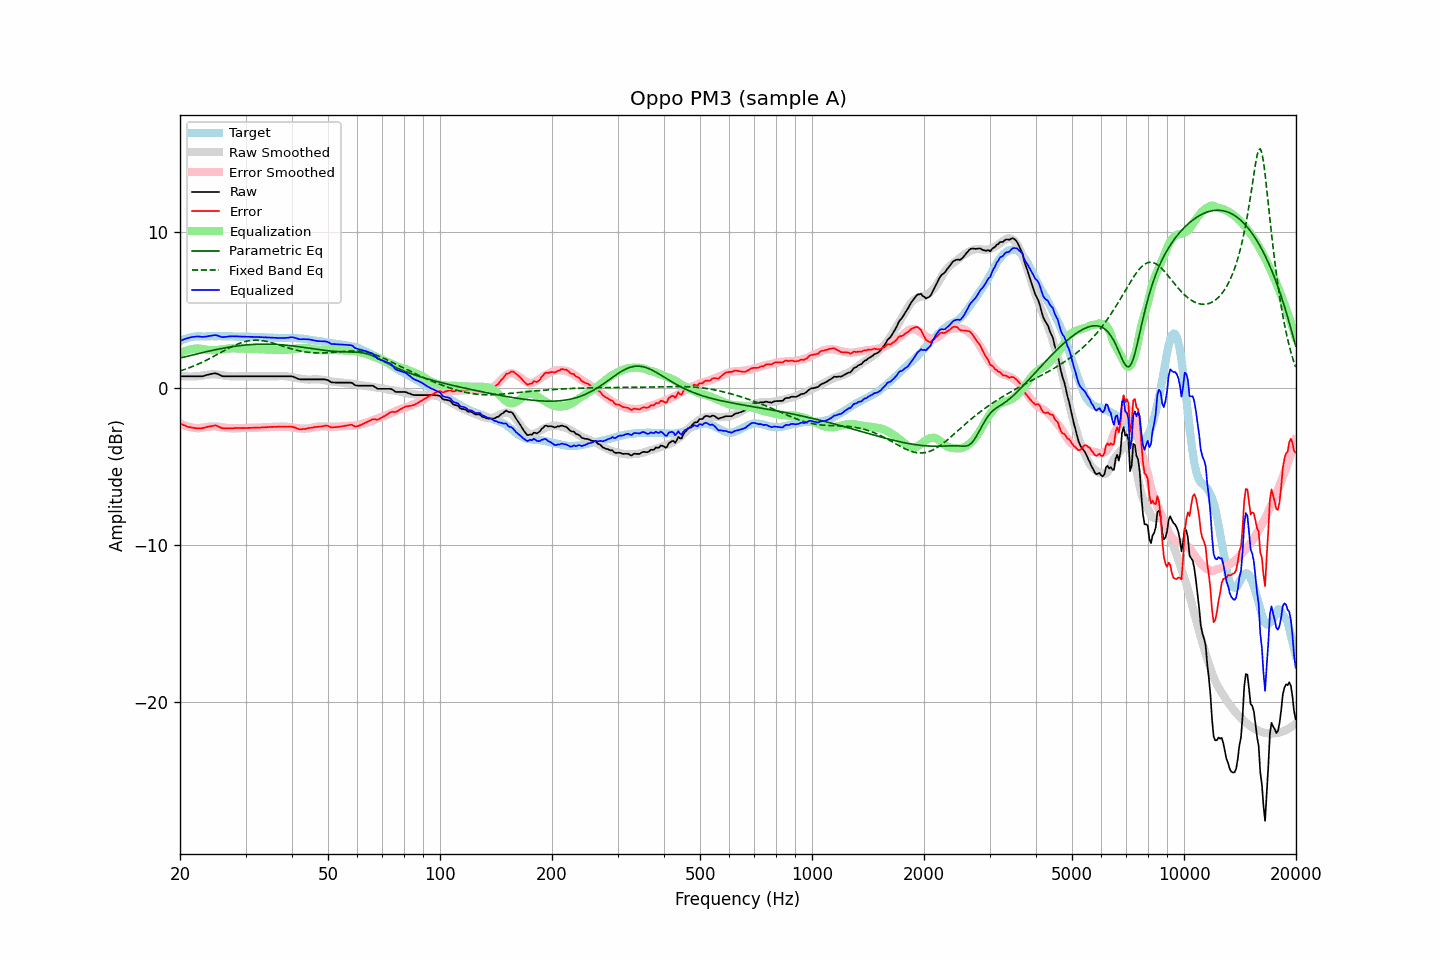 Oppo PM3 (sample A)
Target
Raw Smoothed
Error Smoothed
Raw
Error
Equalization
Parametric Eq
Fixed Band Eq
Equalized
Amplitude (dBr)
10
0
−10
−20
20 50 100 200 500 1000 2000 5000 10000 20000
Frequency (Hz)